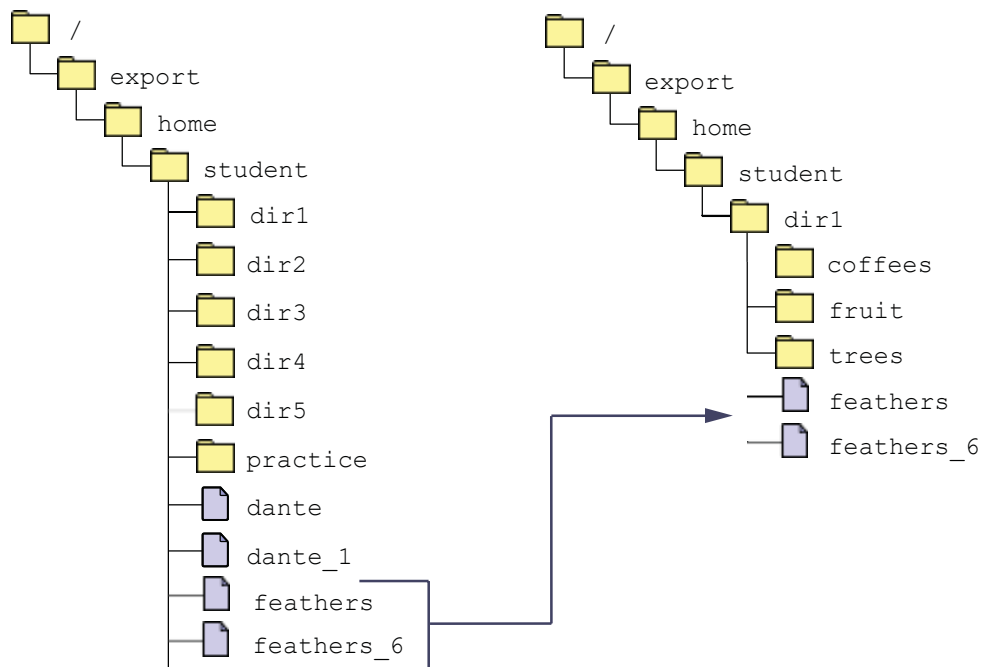 /
export
home
student
dir1
dir2
dir3
dir4
dir5
practice
dante
dante_1
feathers
feathers_6
/
export
home
student
dir1
coffees
fruit
trees
feathers
feathers_6